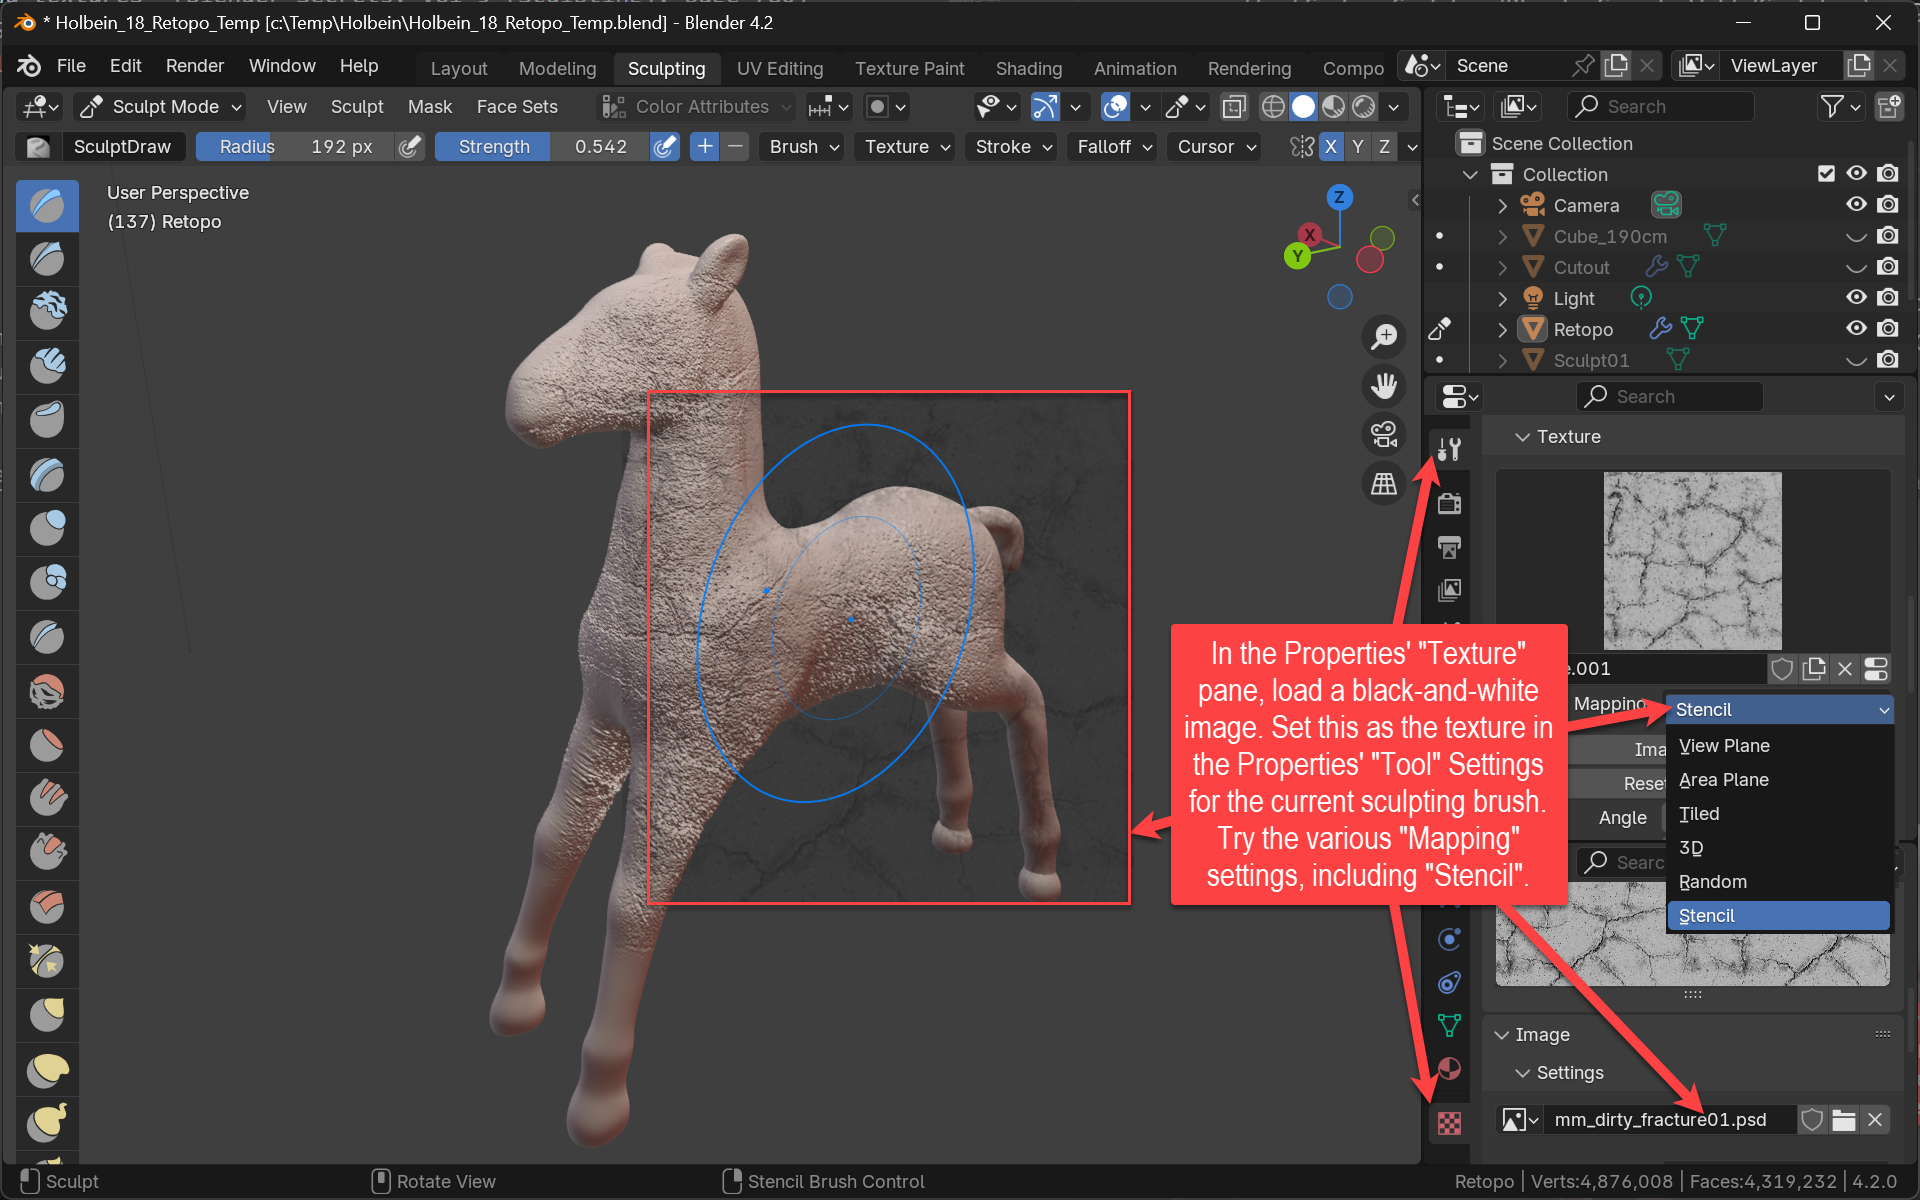 * Holbein_18_Retopo_Temp [c:\Temp\Holbein\Holbein_18_Retopo_Temp.blend] - Blender 4.2
File Edit Render Window Help Layout Modeling Sculpting UV Editing Texture Paint Shading Animation Rendering Compo Scene ViewLayer
Sculpt Mode View Sculpt Mask Face Sets Color Attributes Search
SculptDraw Radius 192 px Strength 0.542 Brush Texture Stroke Falloff Cursor X Y Z
Scene Collection
Collection
Camera
Cube_190cm
Cutout
Light
Retopo
Sculpt01
User Perspective
(137) Retopo
Z
X
Y
Search
Texture
e.001
Mapping Stencil
View Plane
Area Plane
Tiled
3D
Random
Stencil
Ima
Reset
Angle
Searc
In the Properties' "Texture"
pane, load a black-and-white
image. Set this as the texture in
the Properties' "Tool" Settings
for the current sculpting brush.
Try the various "Mapping"
settings, including "Stencil".
Image
Settings
mm_dirty_fracture01.psd
Sculpt Rotate View Stencil Brush Control Retopo | Verts:4,876,008 | Faces:4,319,232 | 4.2.0